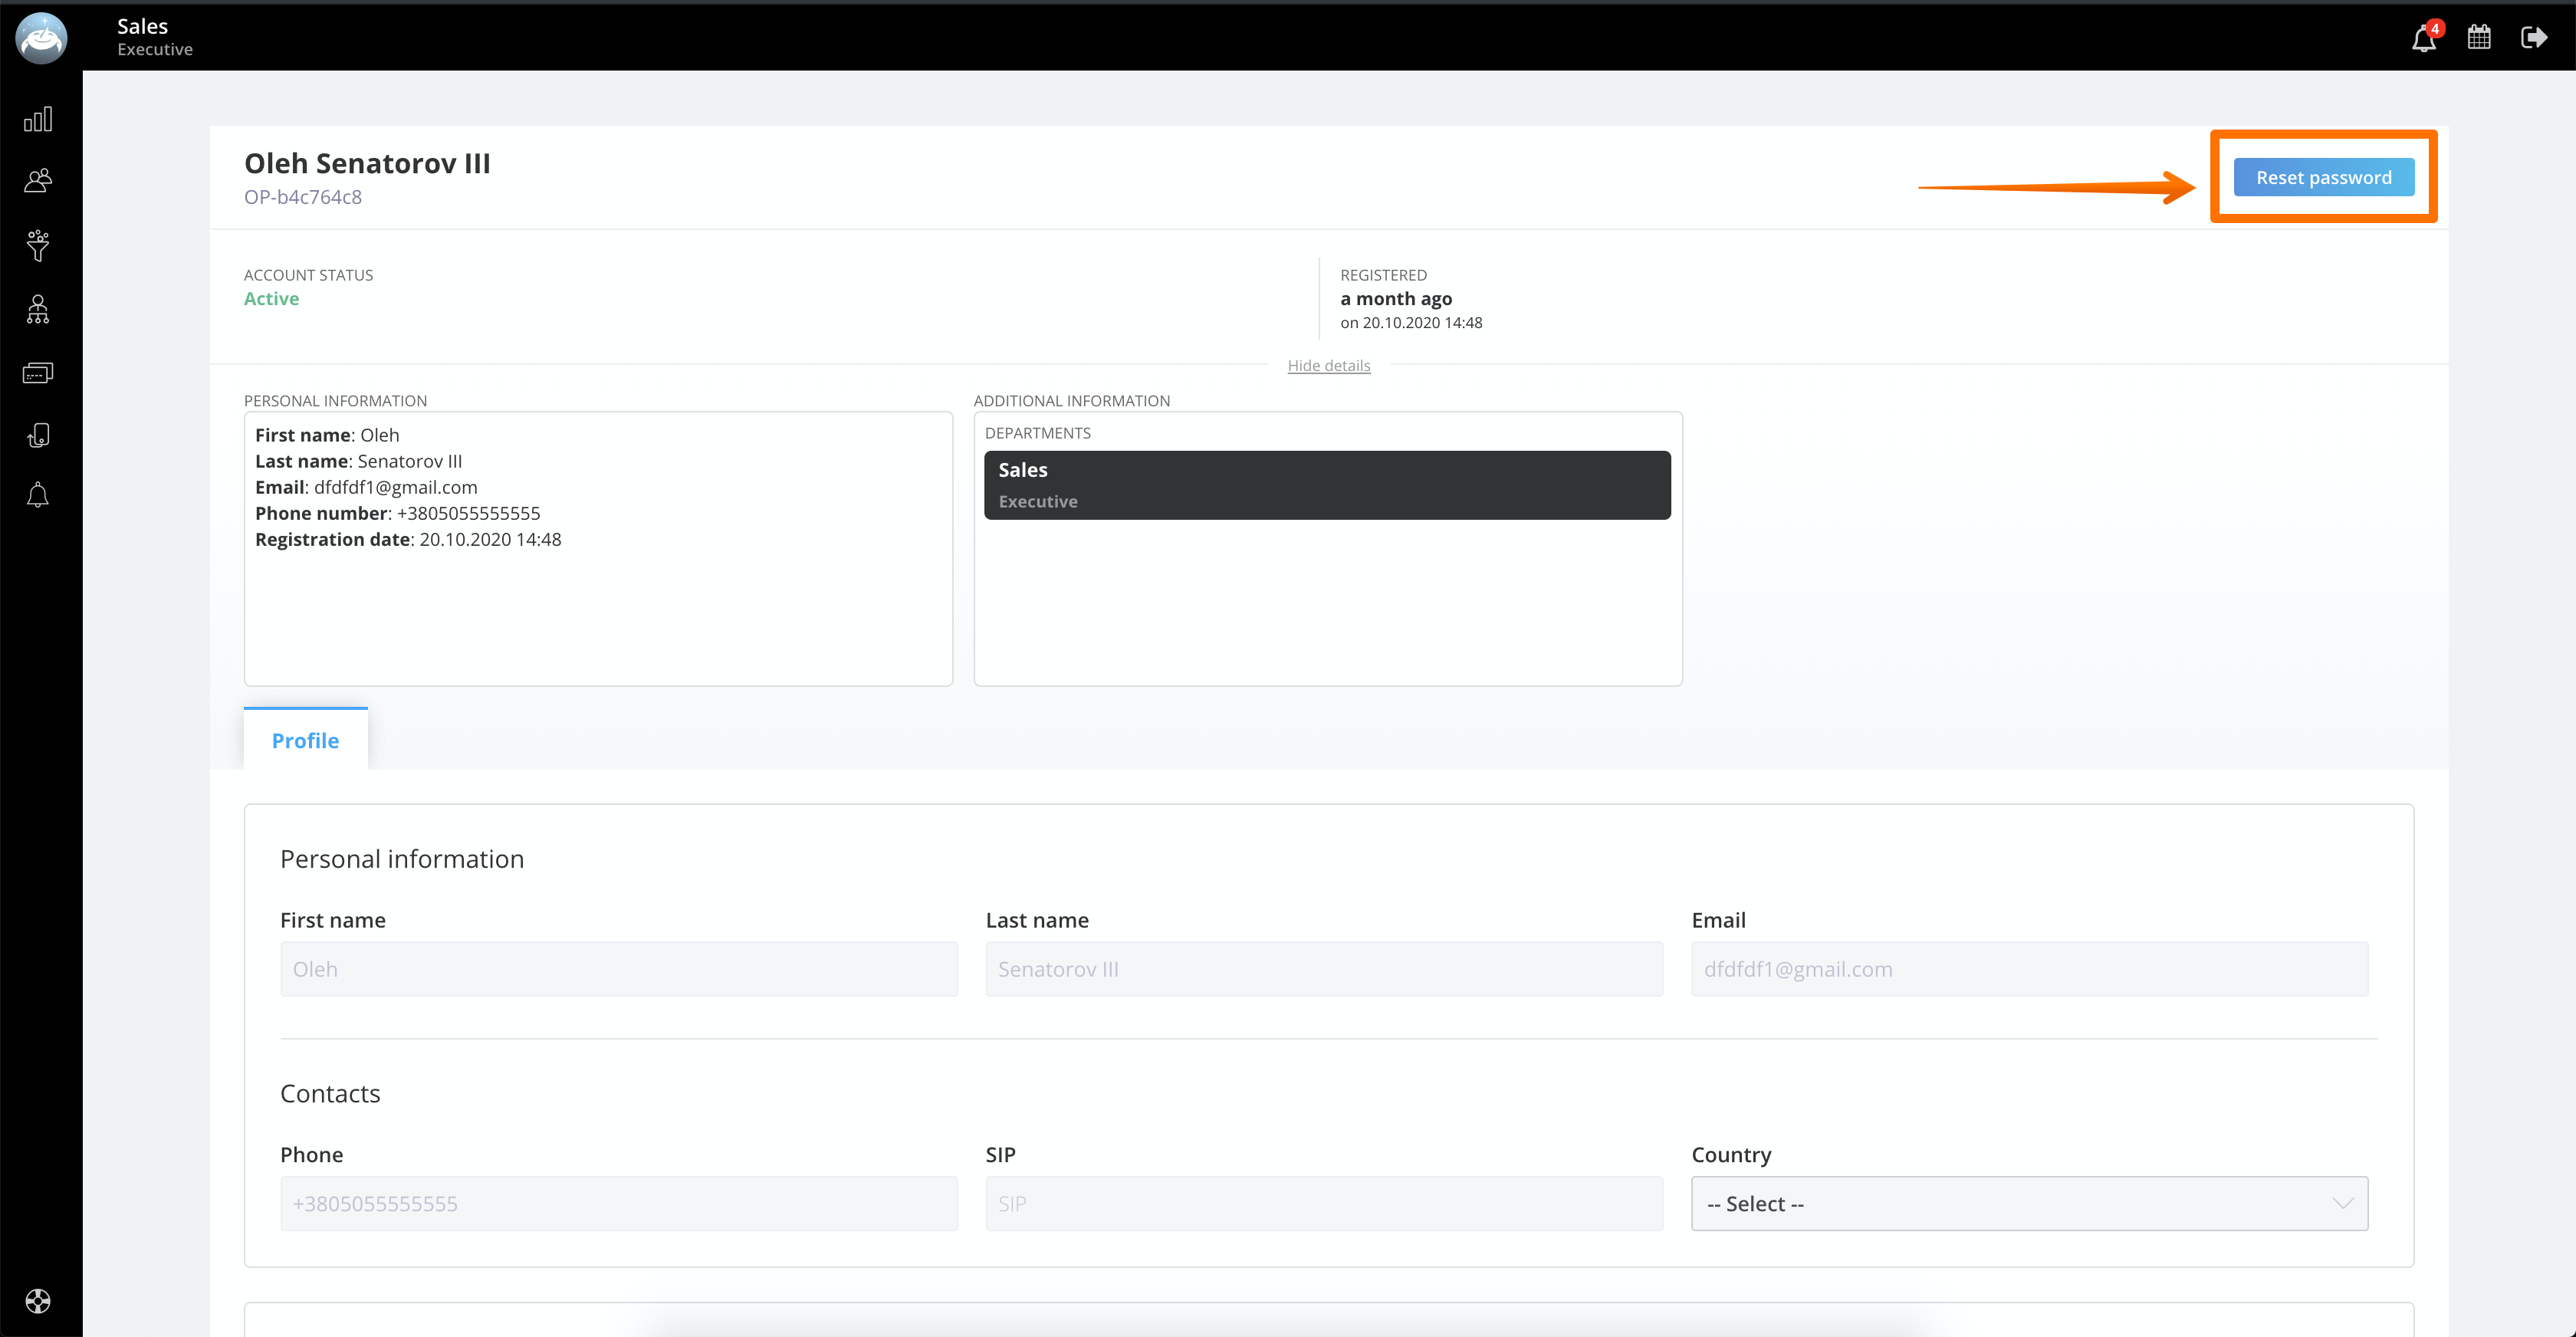 Sales
Executive
4
Oleh Senatorov III
OP-b4c764c8
Reset password
ACCOUNT STATUS
Active
REGISTERED
a month ago
on 20.10.2020 14:48
Hide details
PERSONAL INFORMATION
First name: Oleh
Last name: Senatorov III
Email: dfdfdf1@gmail.com
Phone number: +3805055555555
Registration date: 20.10.2020 14:48
ADDITIONAL INFORMATION
DEPARTMENTS
Sales
Executive
Profile
Personal information
First name
Last name
Email
Oleh
Senatorov III
dfdfdf1@gmail.com
Contacts
Phone
SIP
Country
+3805055555555
SIP
-- Select --